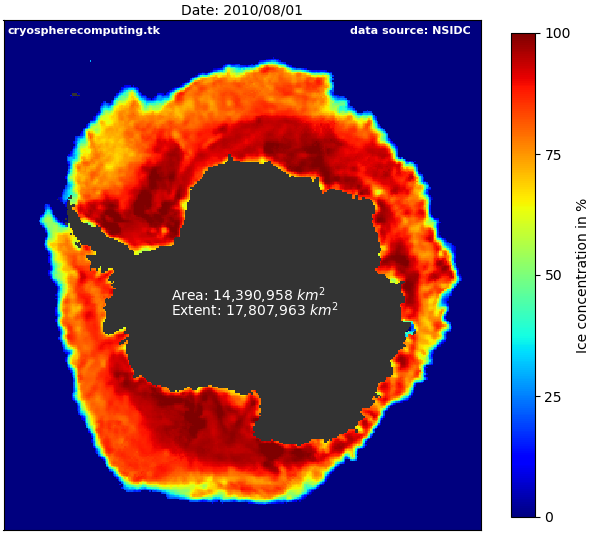 Date: 2010/08/01
cryospherecomputing.tk
data source: NSIDC
Area: 14,390,958 km²
Extent: 17,807,963 km²
100
75
50
25
0
Ice concentration in %